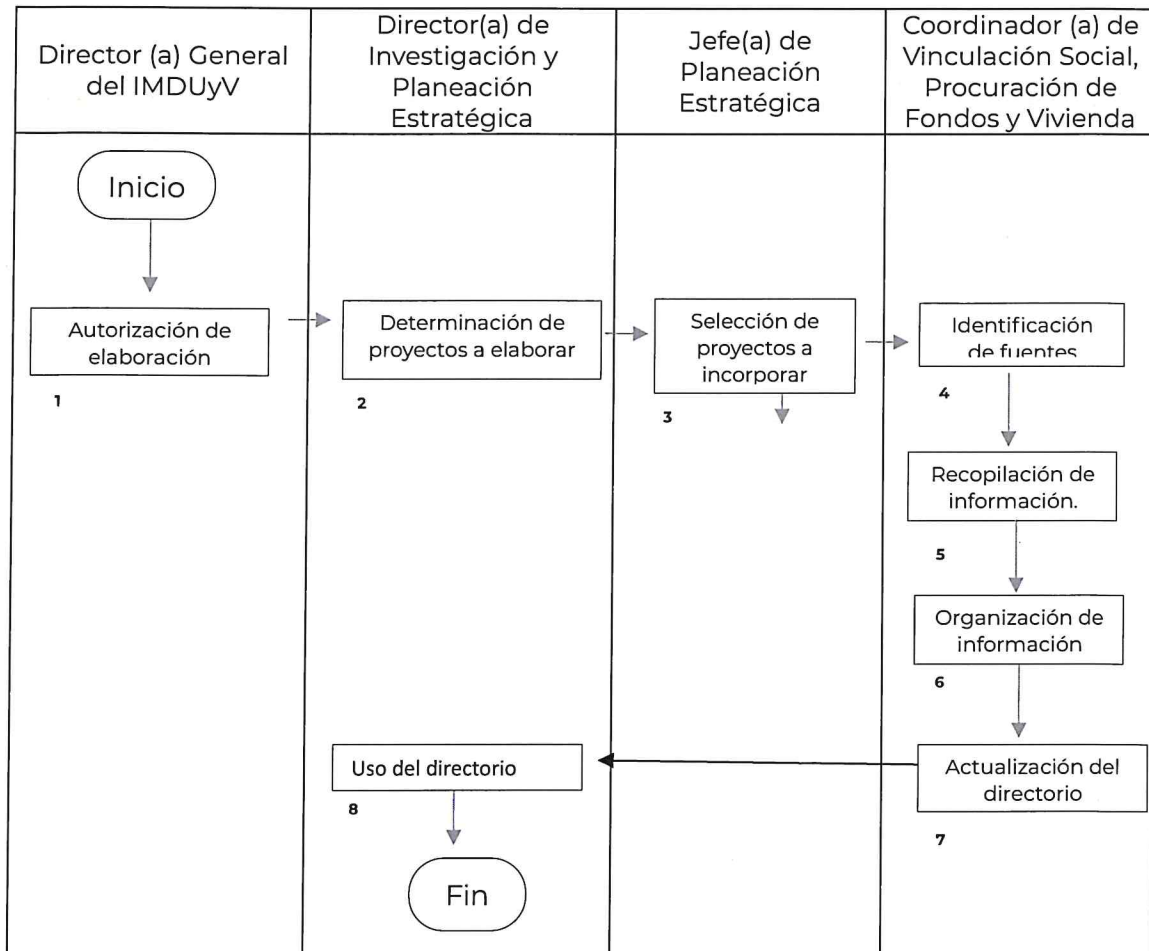 Director (a) General
del IMDUyV
Director(a) de
Investigación y
Planeación
Estratégica
Jefe(a) de
Planeación
Estratégica
Coordinador (a) de
Vinculación Social,
Procuración de
Fondos y Vivienda
Inicio
Autorización de
elaboración
1
Determinación de
proyectos a elaborar
2
Selección de
proyectos a
incorporar
3
Identificación
de fuentes
4
Recopilación de
información.
5
Organización de
información
6
Actualización del
directorio
7
Uso del directorio
8
Fin